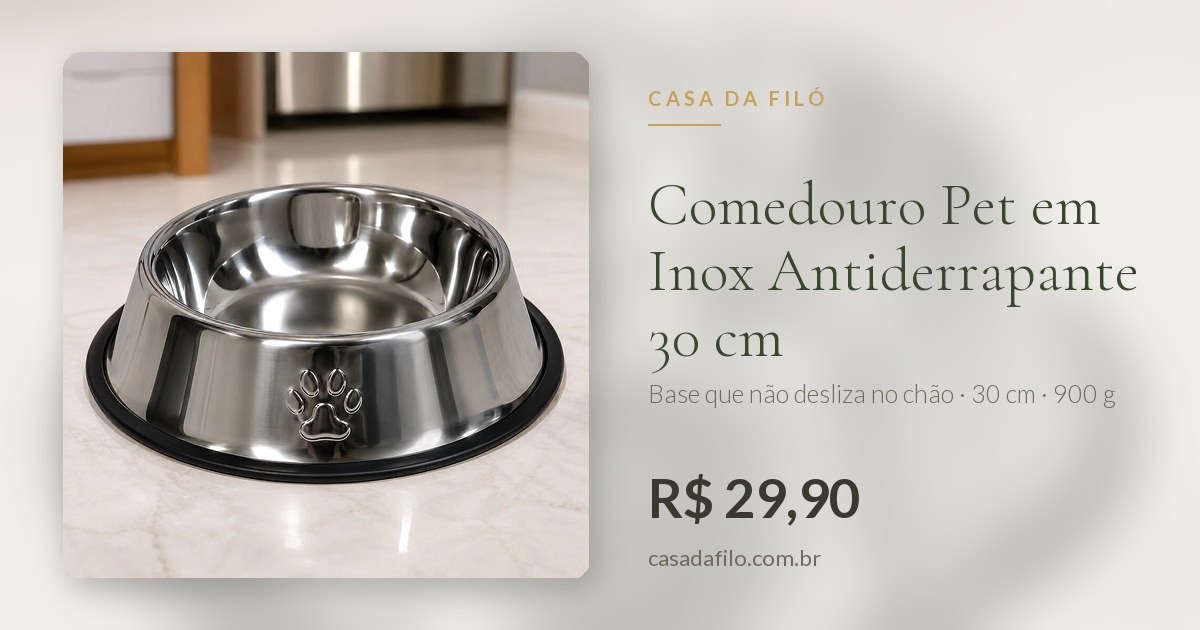 CASA DA FILÓ
Comedouro Pet em
Inox Antiderrapante
30 cm
Base que não desliza no chão · 30 cm · 900 g
R$ 29,90
casadafilo.com.br